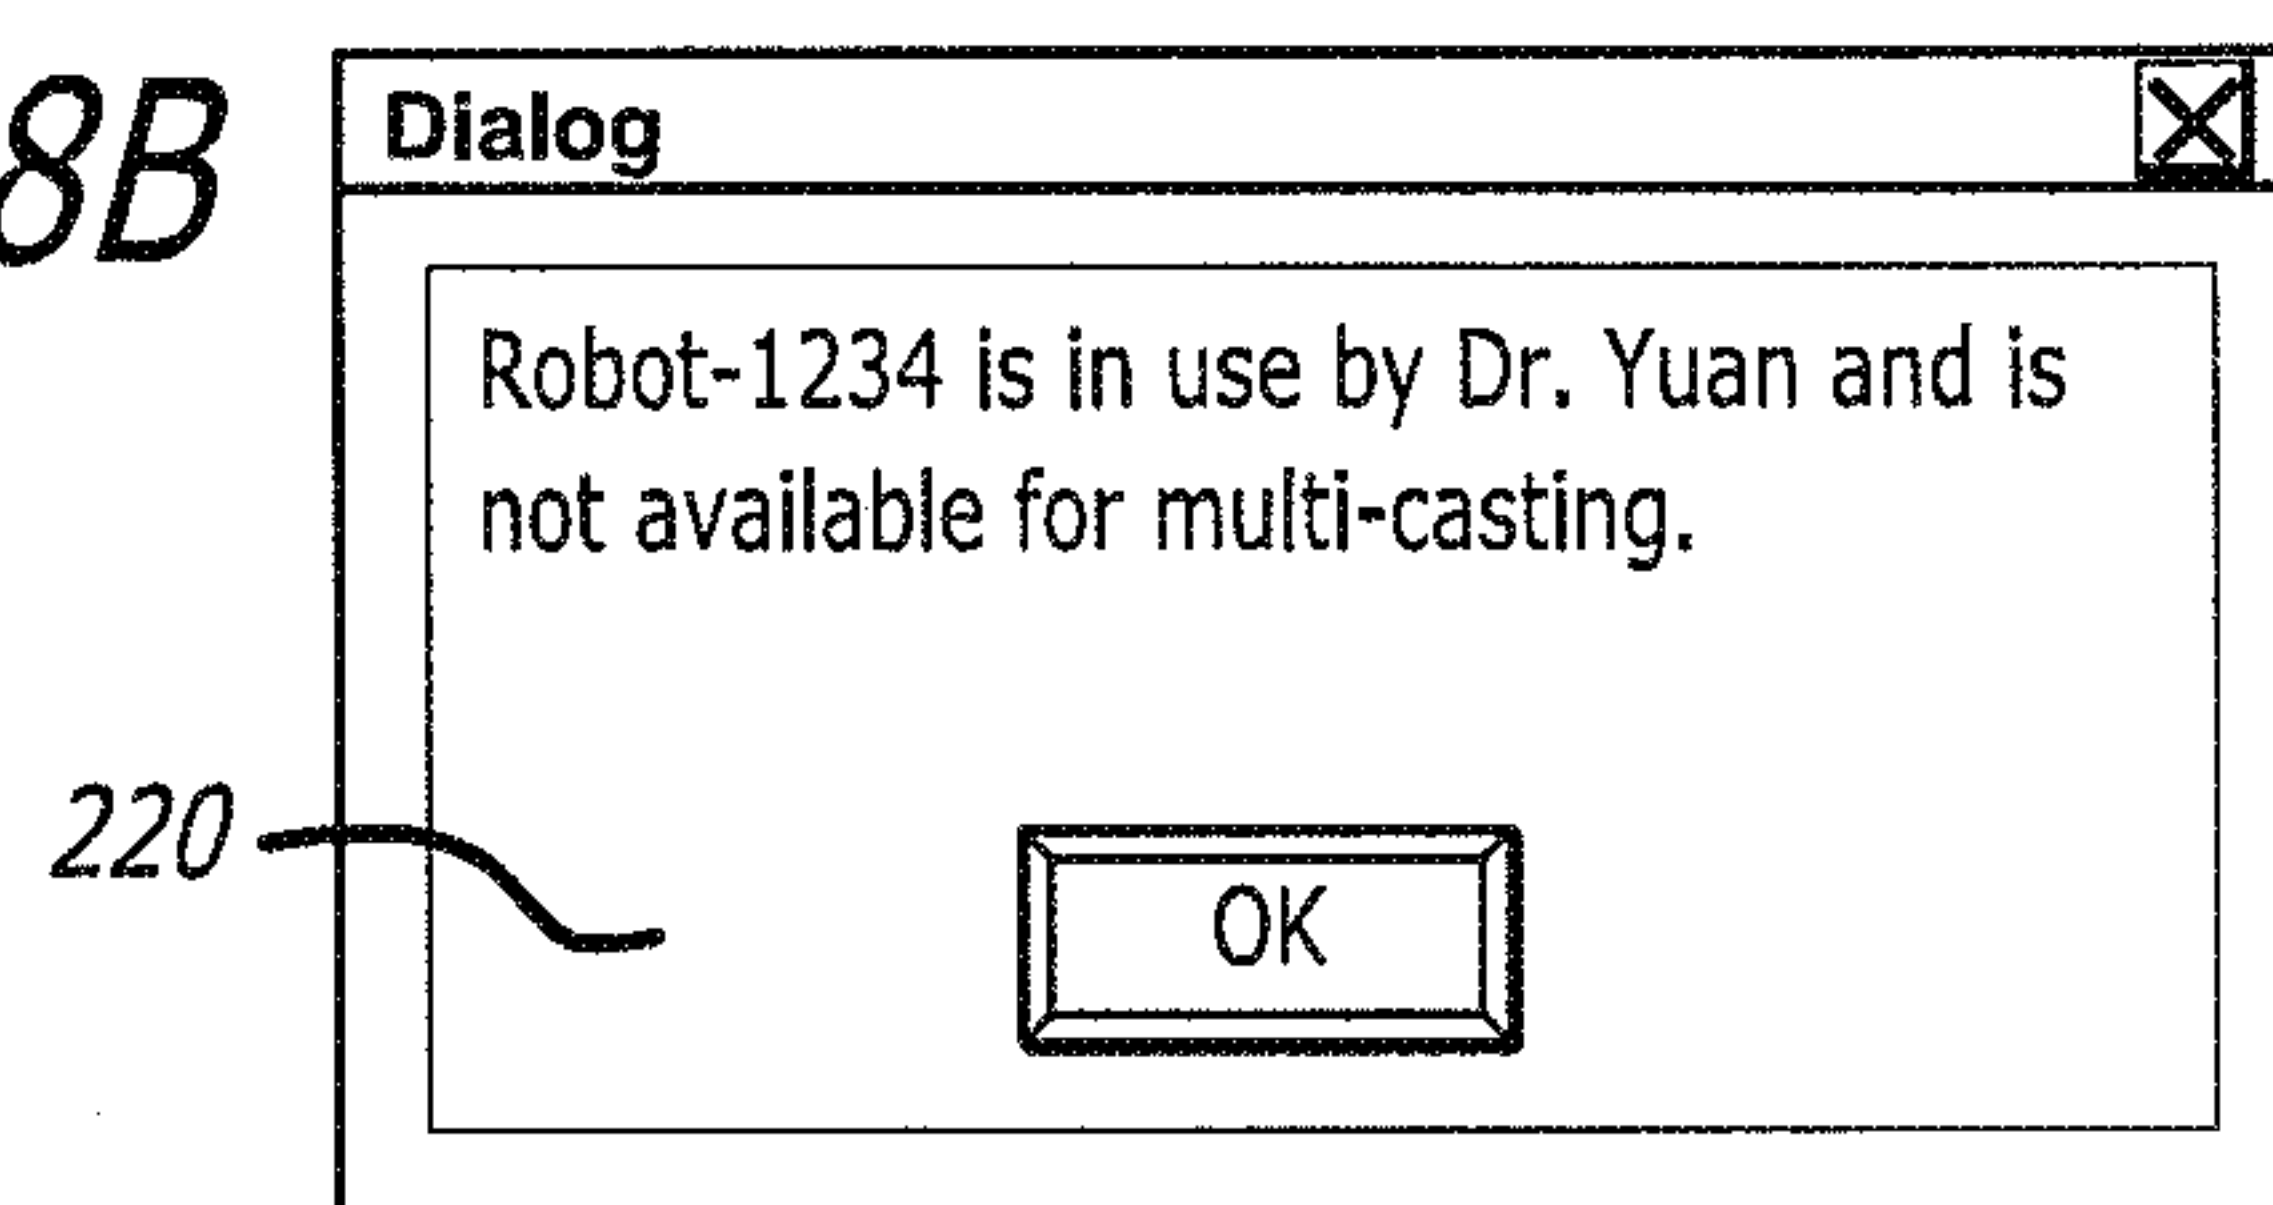 8B
Dialog
Robot-1234 is in use by Dr. Yuan and is
not available for multi-casting.
220
OK